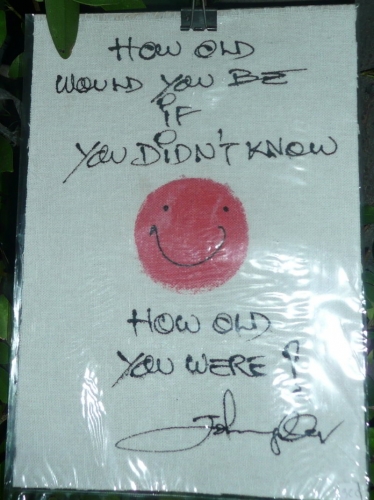 HOW OLD
WOULD YOU BE
iF
YOU DIDN'T KNOW
HOW OLD
YOU WERE?